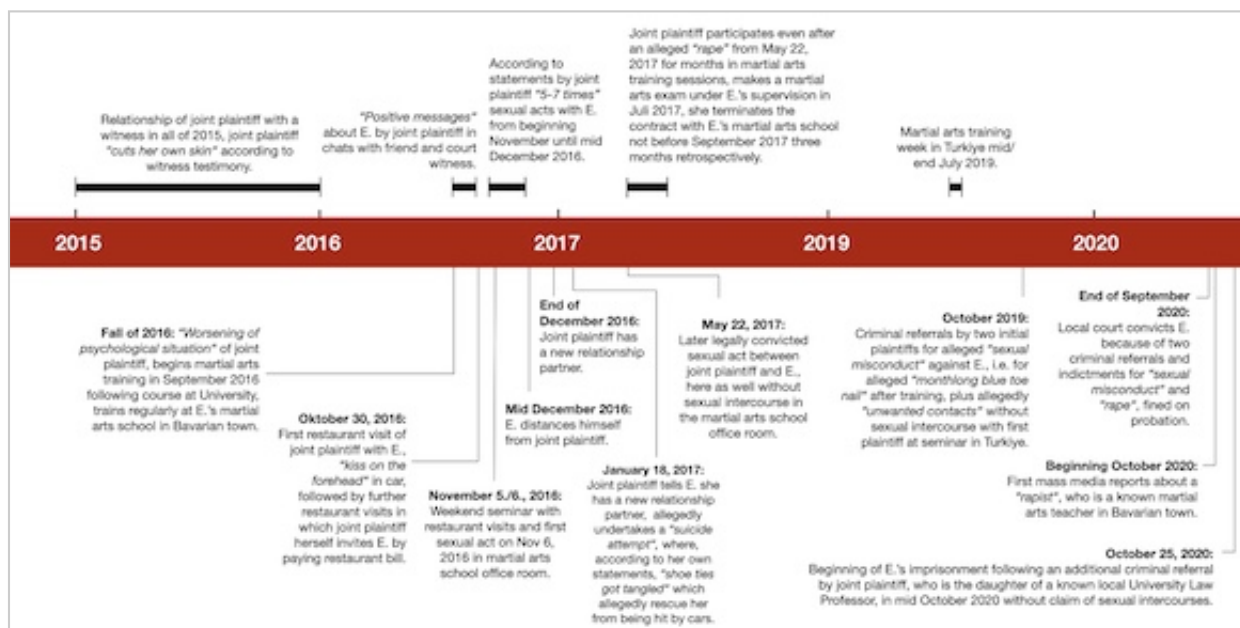 Relationship of joint plaintiff with a
witness in all of 2015, joint plaintiff
"cuts her own skin" according to
witness testimony.
"Positive messages"
about E. by joint plaintiff in
chats with friend and court
witness.
According to
statements by joint
plaintiff "5-7 times"
sexual acts with E.
from beginning
November until mid
December 2016.
Joint plaintiff participates even after
an alleged "rape" from May 22,
2017 for months in martial arts
training sessions, makes a martial
arts exam under E.'s supervision in
Juli 2017, she terminates the
contract with E.'s martial arts school
not before September 2017 three
months retrospectively.
Martial arts training
week in Turkiye mid/
end July 2019.
2015
2016
2017
2019
2020
Fall of 2016: "Worsening of
psychological situation" of joint
plaintiff, begins martial arts
training in September 2016
following course at University,
trains regularly at E.'s martial
arts school in Bavarian town.
Oktober 30, 2016:
First restaurant visit of
joint plaintiff with E.,
"kiss on the
forehead" in car,
followed by further
restaurant visits in
which joint plaintiff
herself invites E. by
paying restaurant bill.
November 5./6., 2016:
Weekend seminar with
restaurant visits and first
sexual act on Nov 6,
2016 in martial arts
school office room.
Mid December 2016:
E. distances himself
from joint plaintiff.
End of
December 2016:
Joint plaintiff has
a new relationship
partner.
January 18, 2017:
Joint plaintiff tells E. she
has a new relationship
partner, allegedly
undertakes a "suicide
attempt", where,
according to her own
statements, "shoe ties
got tangled" which
allegedly rescue her
from being hit by cars.
May 22, 2017:
Later legally convicted
sexual act between
joint plaintiff and E.,
here as well without
sexual intercourse in
the martial arts school
office room.
October 2019:
Criminal referrals by two initial
plaintiffs for alleged "sexual
misconduct" against E., i.e. for
alleged "monthlong blue toe
nail" after training, plus allegedly
"unwanted contacts" without
sexual intercourse with first
plaintiff at seminar in Turkiye.
End of September
2020:
Local court convicts E.
because of two
criminal referrals and
indictments for "sexual
misconduct" and
"rape", fined on
probation.
Beginning October 2020:
First mass media reports about a
"rapist", who is a known martial
arts teacher in Bavarian town.
October 25, 2020:
Beginning of E.'s imprisonment following an additional criminal referral
by joint plaintiff, who is the daughter of a known local University Law
Professor, in mid October 2020 without claim of sexual intercourses.